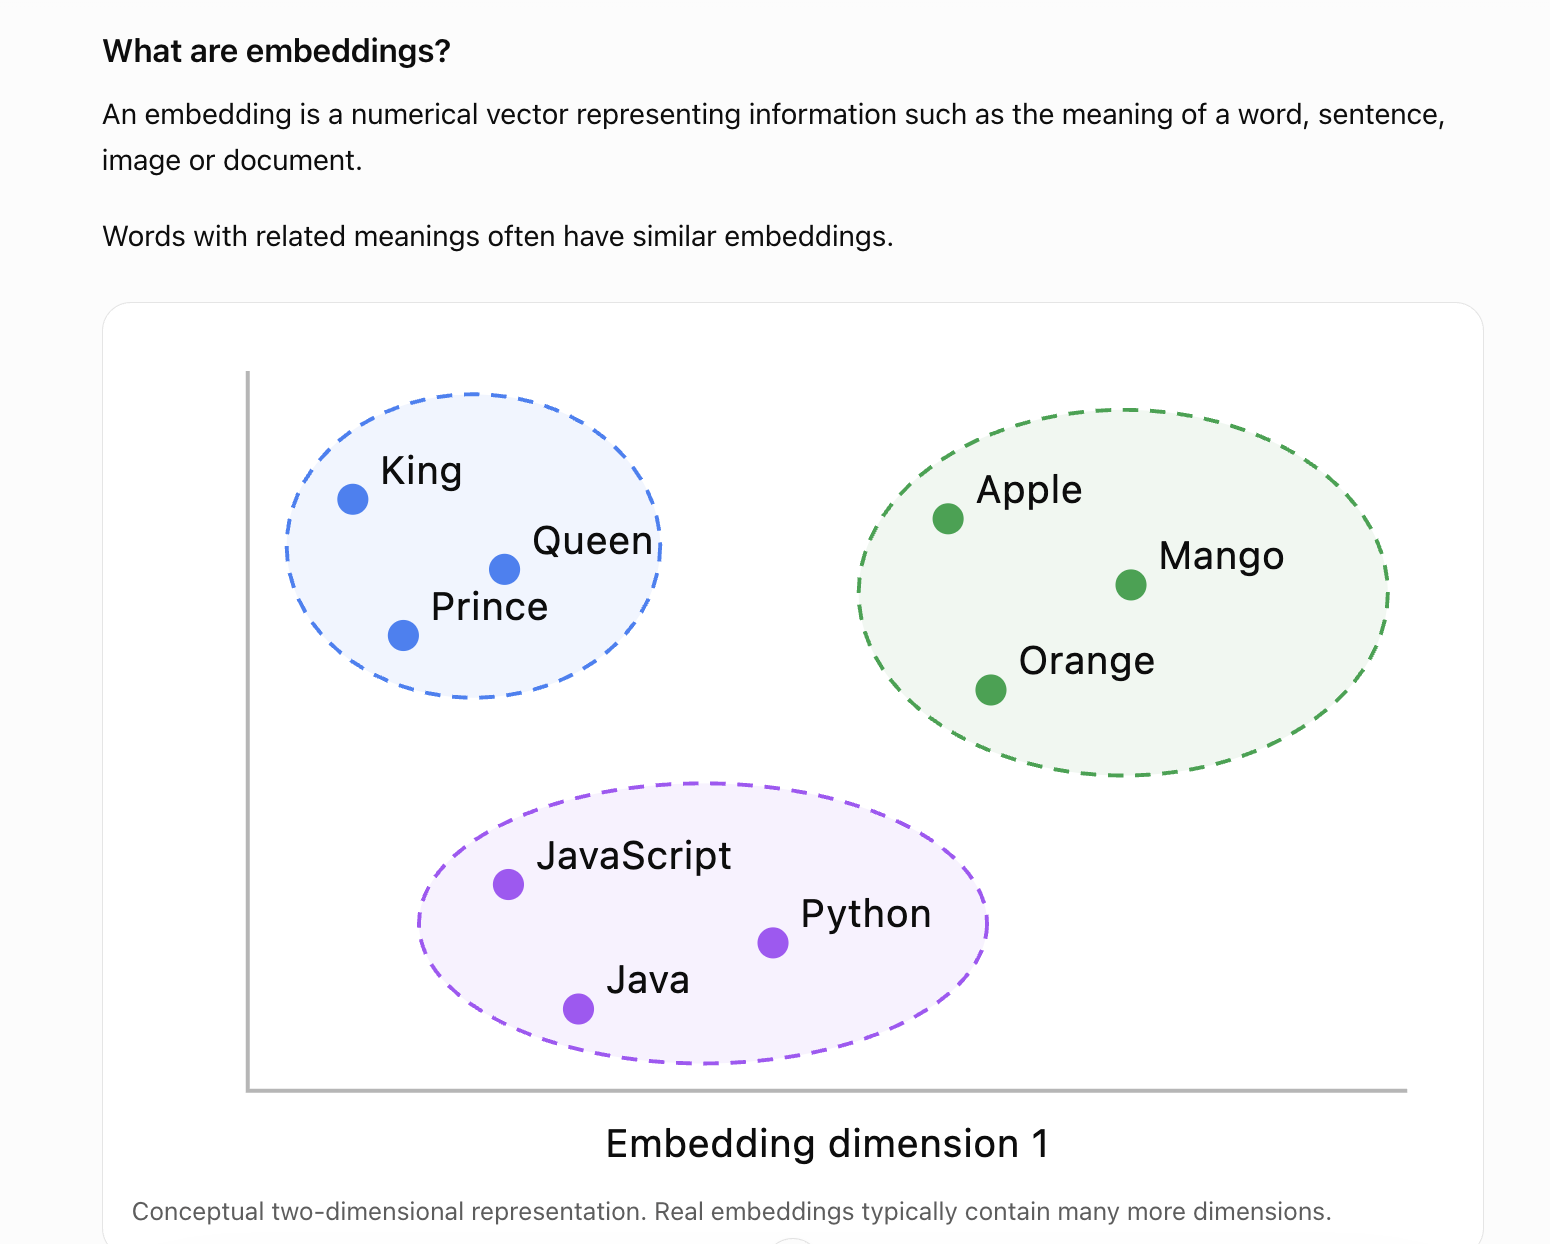 What are embeddings?
An embedding is a numerical vector representing information such as the meaning of a word, sentence,
image or document.
Words with related meanings often have similar embeddings.
King
Queen
Prince
Apple
Mango
Orange
JavaScript
Python
Java
Embedding dimension 1
Conceptual two-dimensional representation. Real embeddings typically contain many more dimensions.